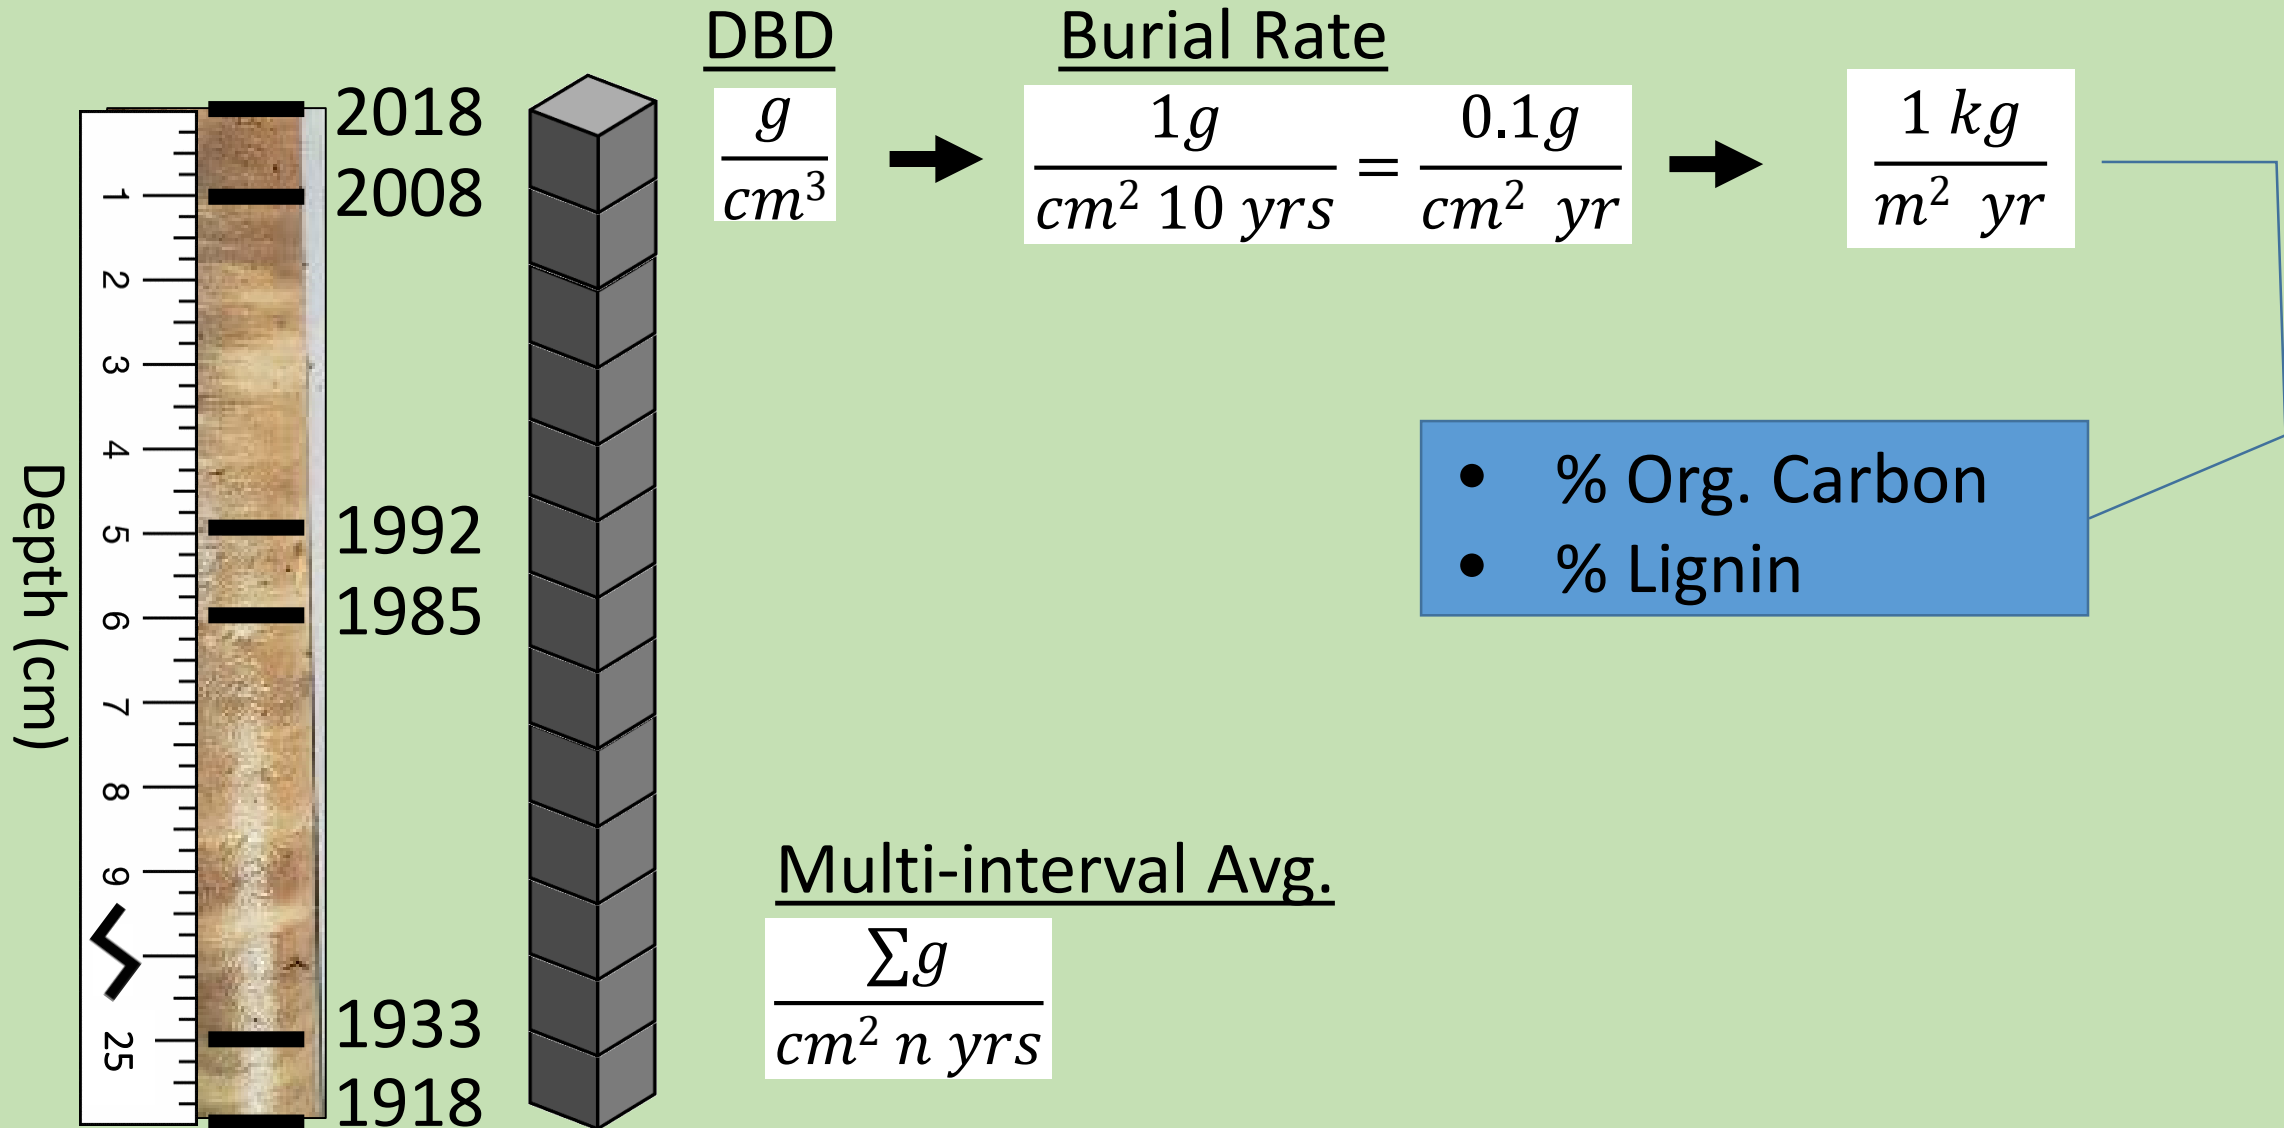 DBD
Burial Rate
g
cm³
1g
cm² 10 yrs
=
0.1g
cm² yr
1 kg
m² yr
2018
2008
1992
1985
1933
1918
Depth (cm)
1
2
3
4
5
6
7
8
9
25
• % Org. Carbon
• % Lignin
Multi-interval Avg.
∑g
cm² n yrs